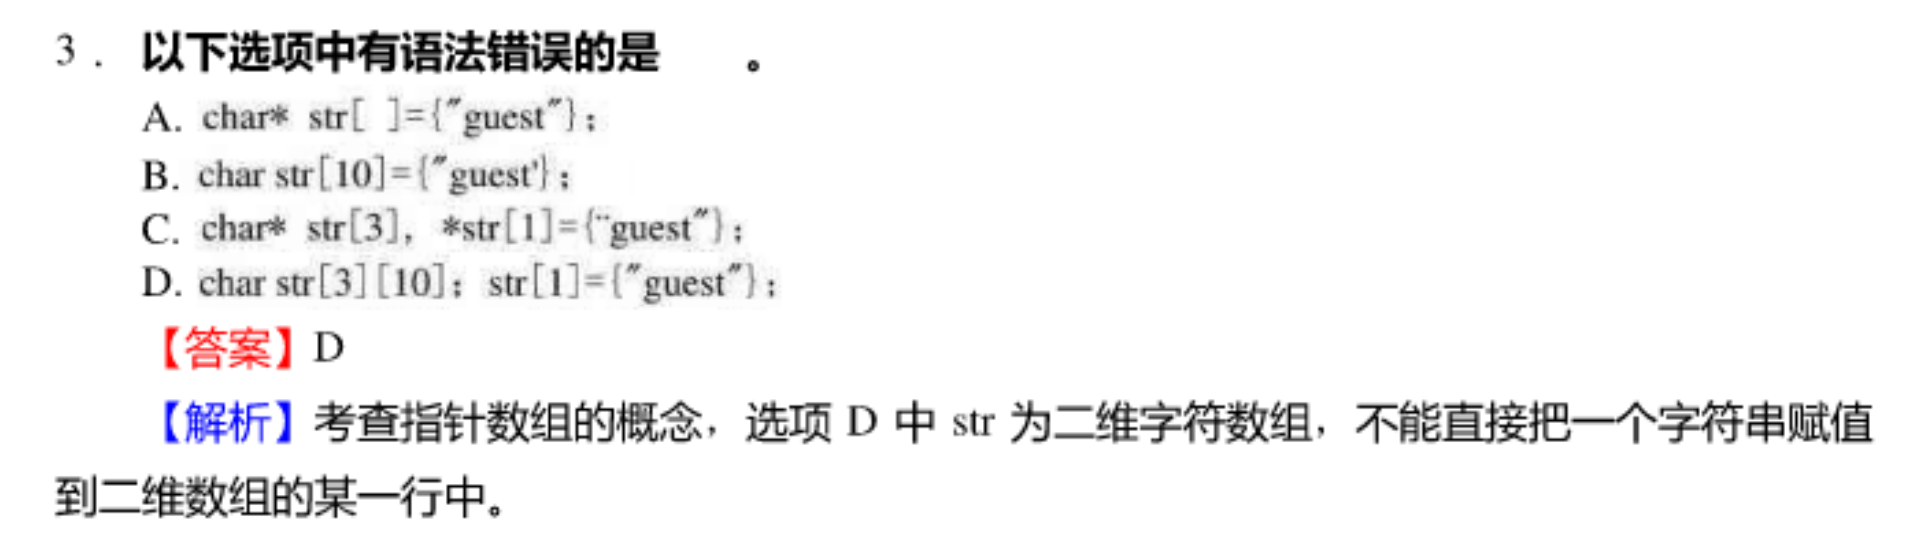 3． 以下选项中有语法错误的是　　。
A. char* str[ ]={"guest"};
B. char str[10]={"guest'};
C. char* str[3], *str[1]={"guest"};
D. char str[3][10]; str[1]={"guest"};
【答案】D
【解析】考查指针数组的概念，选项 D 中 str 为二维字符数组，不能直接把一个字符串赋值
到二维数组的某一行中。